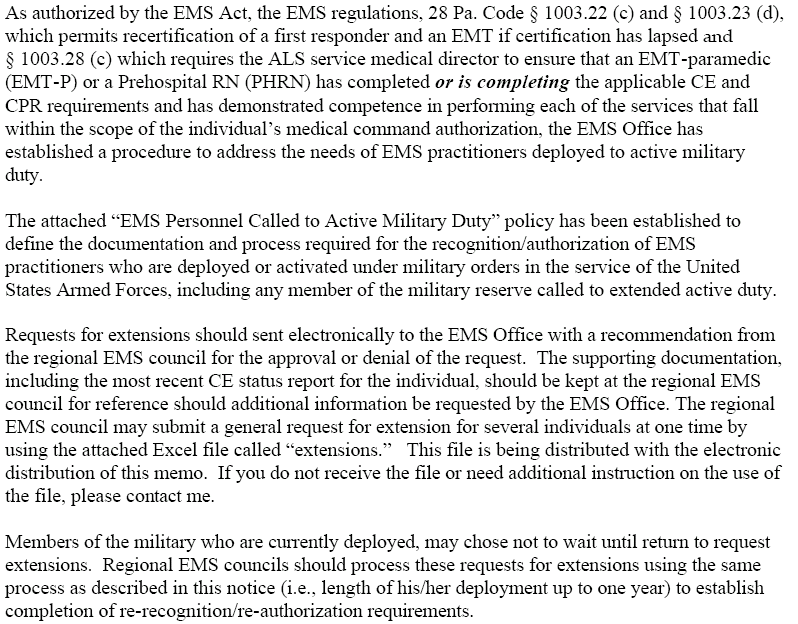 As authorized by the EMS Act, the EMS regulations, 28 Pa. Code § 1003.22 (c) and § 1003.23 (d),
which permits recertification of a first responder and an EMT if certification has lapsed and
§ 1003.28 (c) which requires the ALS service medical director to ensure that an EMT-paramedic
(EMT-P) or a Prehospital RN (PHRN) has completed or is completing the applicable CE and
CPR requirements and has demonstrated competence in performing each of the services that fall
within the scope of the individual's medical command authorization, the EMS Office has
established a procedure to address the needs of EMS practitioners deployed to active military
duty.

The attached “EMS Personnel Called to Active Military Duty” policy has been established to
define the documentation and process required for the recognition/authorization of EMS
practitioners who are deployed or activated under military orders in the service of the United
States Armed Forces, including any member of the military reserve called to extended active duty.

Requests for extensions should sent electronically to the EMS Office with a recommendation from
the regional EMS council for the approval or denial of the request.  The supporting documentation,
including the most recent CE status report for the individual, should be kept at the regional EMS
council for reference should additional information be requested by the EMS Office. The regional
EMS council may submit a general request for extension for several individuals at one time by
using the attached Excel file called “extensions.”   This file is being distributed with the electronic
distribution of this memo.  If you do not receive the file or need additional instruction on the use of
the file, please contact me.

Members of the military who are currently deployed, may chose not to wait until return to request
extensions.  Regional EMS councils should process these requests for extensions using the same
process as described in this notice (i.e., length of his/her deployment up to one year) to establish
completion of re-recognition/re-authorization requirements.